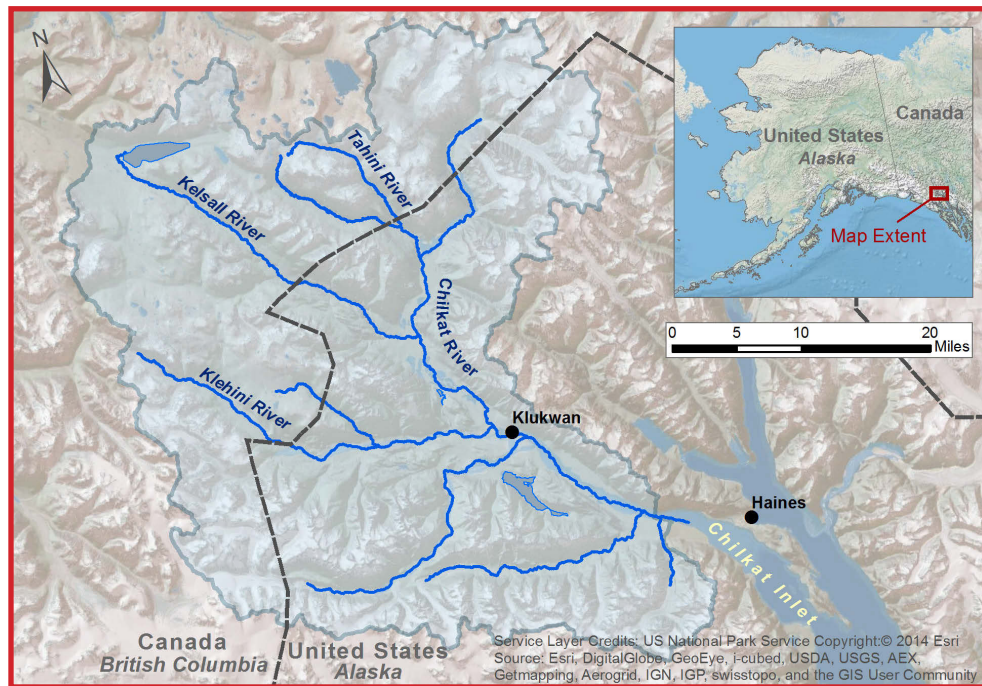 N
Canada
United States
Alaska
Map Extent
Tahini River
Kelsall River
Chilkat River
0 5 10 20
Miles
Klehini River
Klukwan
Haines
Chilkat Inlet
Canada
British Columbia
United States
Alaska
Service Layer Credits: US National Park Service Copyright:© 2014 Esri
Source: Esri, DigitalGlobe, GeoEye, i-cubed, USDA, USGS, AEX,
Getmapping, Aerogrid, IGN, IGP, swisstopo, and the GIS User Community